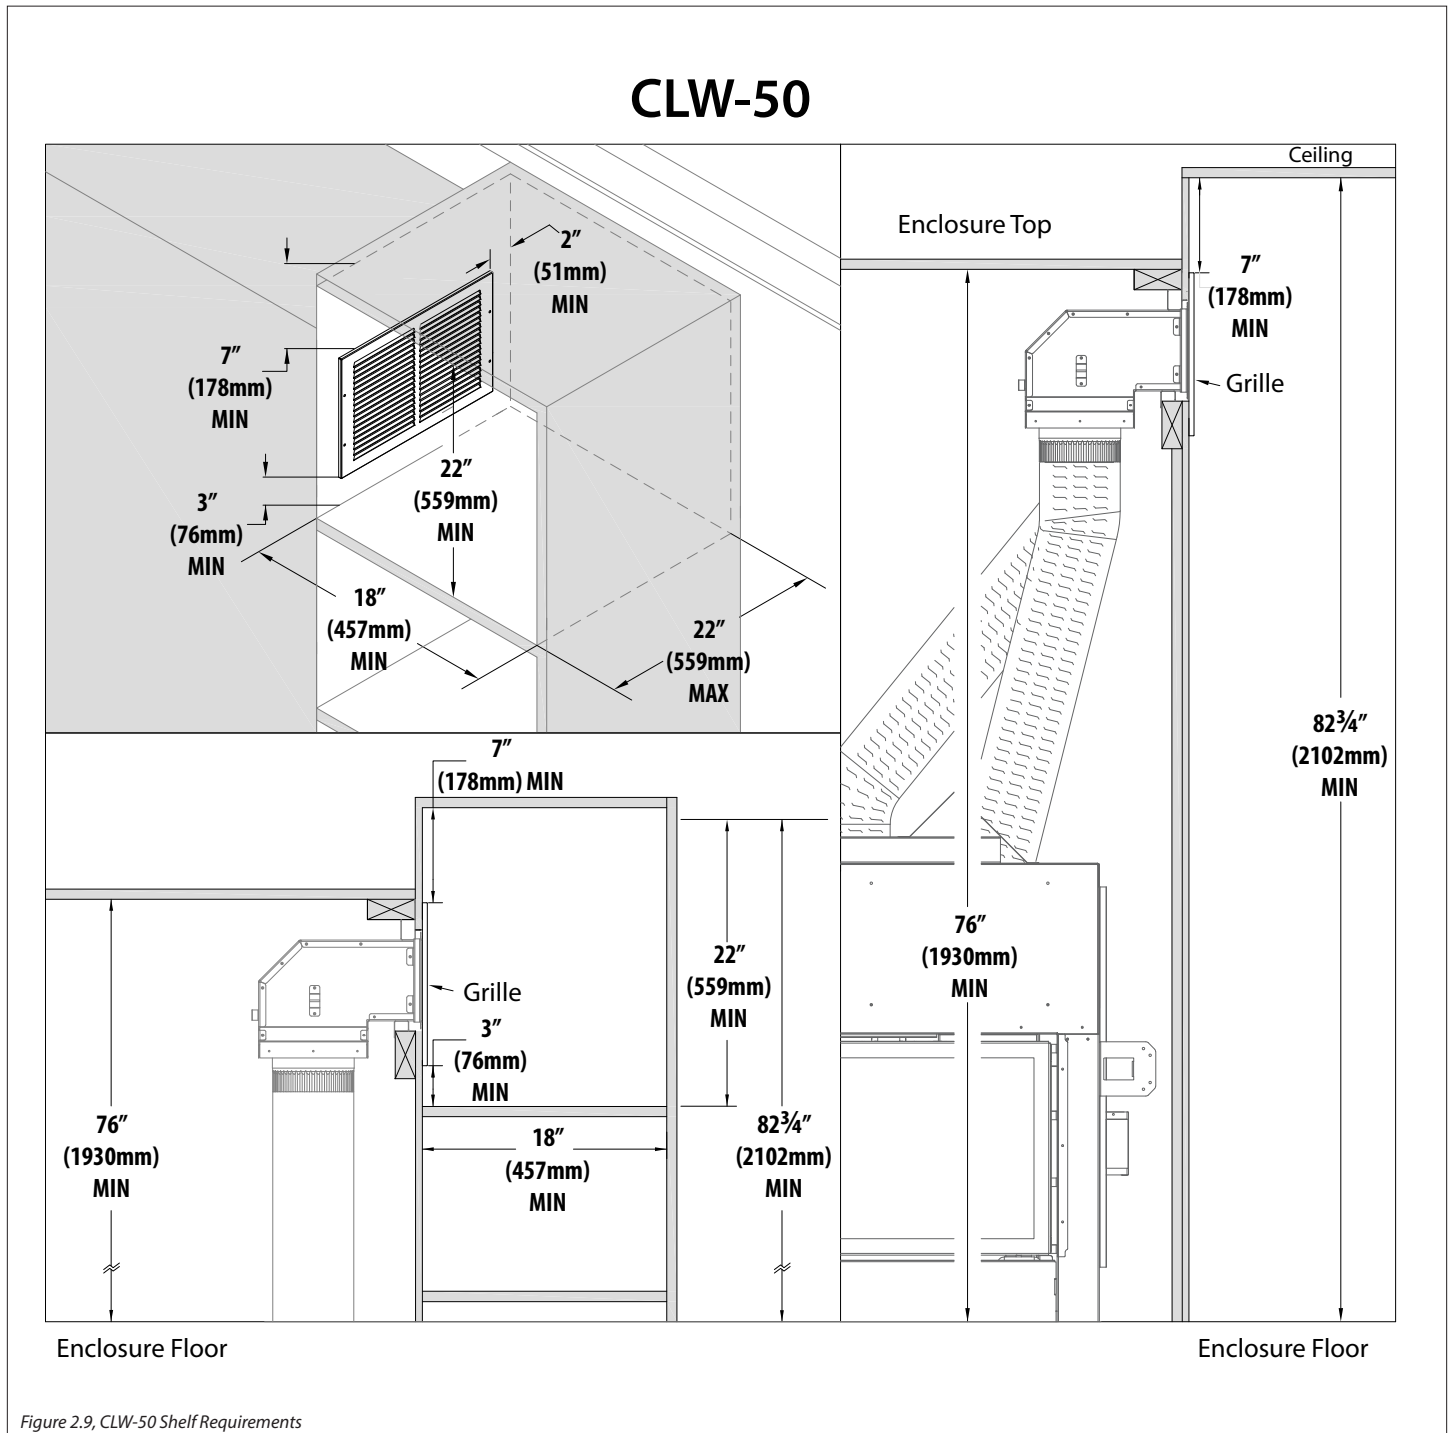 CLW-50
2”
(51mm)
MIN
7”
(178mm)
MIN
3”
(76mm)
MIN
22”
(559mm)
MIN
18”
(457mm)
MIN
22”
(559mm)
MAX
Ceiling
Enclosure Top
7”
(178mm)
MIN
Grille
82¾”
(2102mm)
MIN
76”
(1930mm)
MIN
Enclosure Floor
7”
(178mm) MIN
Grille
3”
(76mm)
MIN
22”
(559mm)
MIN
76”
(1930mm)
MIN
18”
(457mm)
MIN
82¾”
(2102mm)
MIN
Enclosure Floor
Figure 2.9, CLW-50 Shelf Requirements